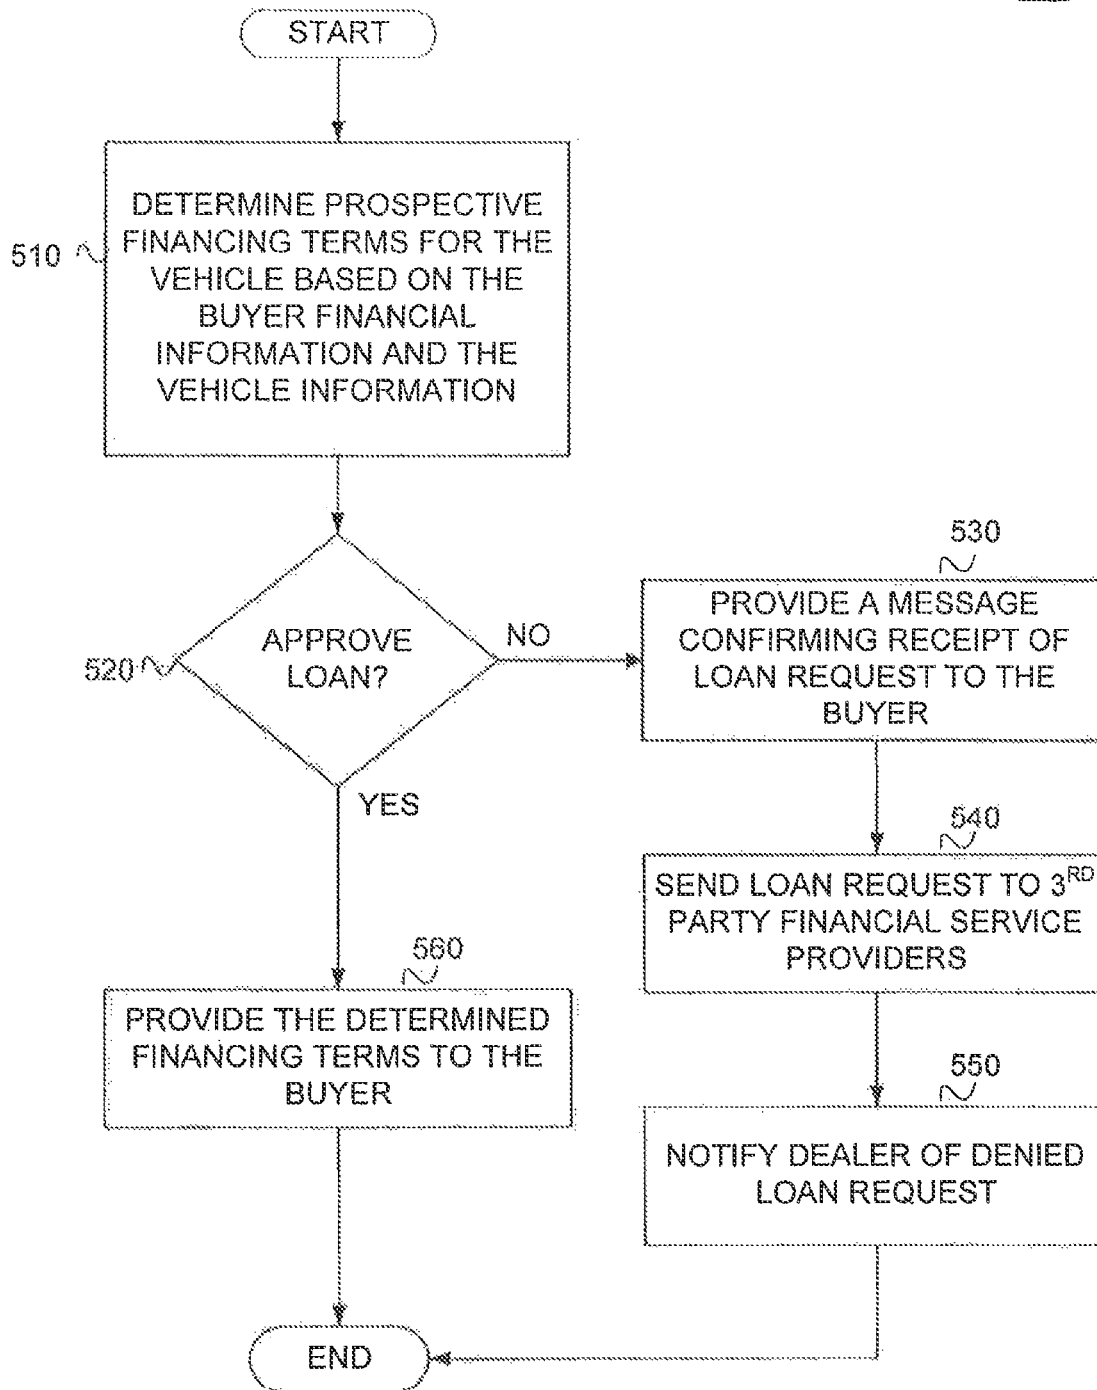 START
510
DETERMINE PROSPECTIVE
FINANCING TERMS FOR THE
VEHICLE BASED ON THE
BUYER FINANCIAL
INFORMATION AND THE
VEHICLE INFORMATION
520
APPROVE
LOAN?
NO
YES
530
PROVIDE A MESSAGE
CONFIRMING RECEIPT OF
LOAN REQUEST TO THE
BUYER
540
SEND LOAN REQUEST TO 3RD
PARTY FINANCIAL SERVICE
PROVIDERS
560
PROVIDE THE DETERMINED
FINANCING TERMS TO THE
BUYER
550
NOTIFY DEALER OF DENIED
LOAN REQUEST
END